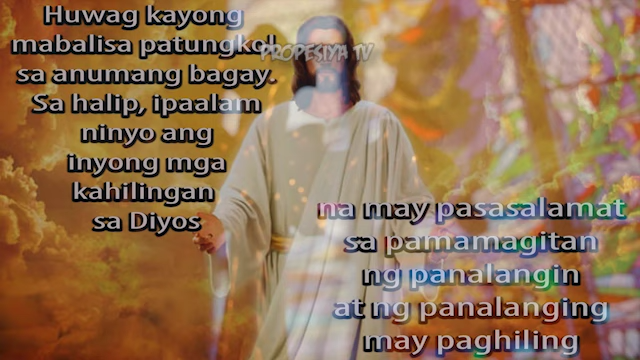 Huwag kayong
mabalisa patungkol
sa anumang bagay.
Sa halip, ipaalam
ninyo ang
inyong mga
kahilingan
sa Diyos
PROPESIYA TV
na may pasasalamat
sa pamamagitan
ng panalangin
at ng panalanging
may paghiling